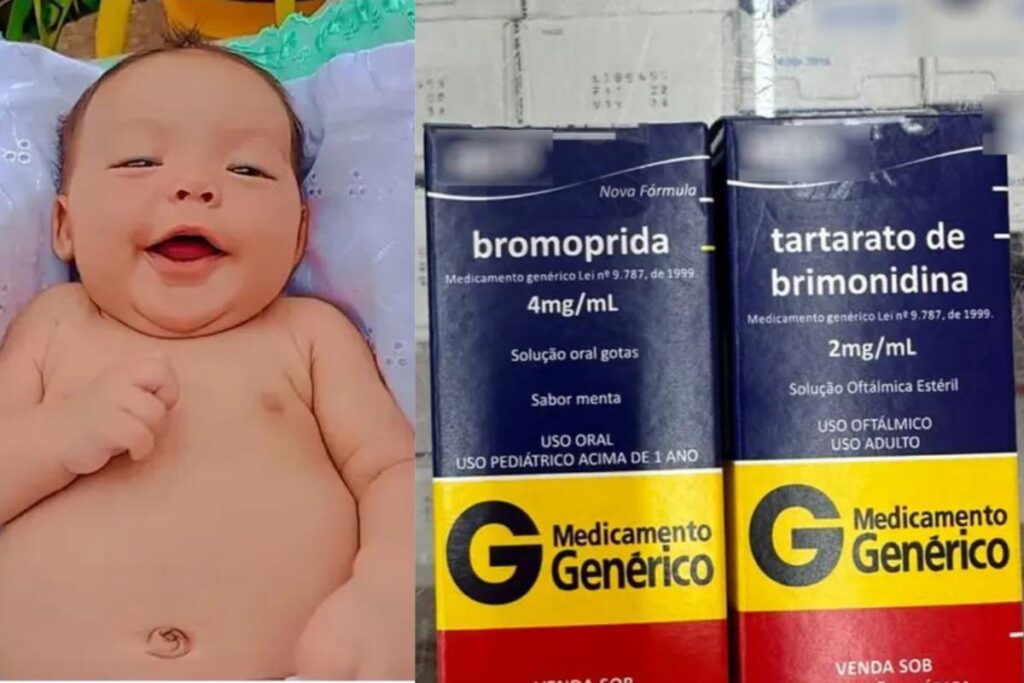 Nova Fórmula
bromoprida
Medicamento genérico Lei nº 9.787, de 1999.
4mg/mL
Solução oral gotas
Sabor menta
USO ORAL
USO PEDIÁTRICO ACIMA DE 1 ANO
G Medicamento
Genérico
VENDA SOB
tartarato de
brimonidina
Medicamento genérico Lei nº 9.787, de 1999.
2mg/mL
Solução Oftálmica Estéril
USO OFTÁLMICO
USO ADULTO
G Medicamento
Genérico
VENDA SOB